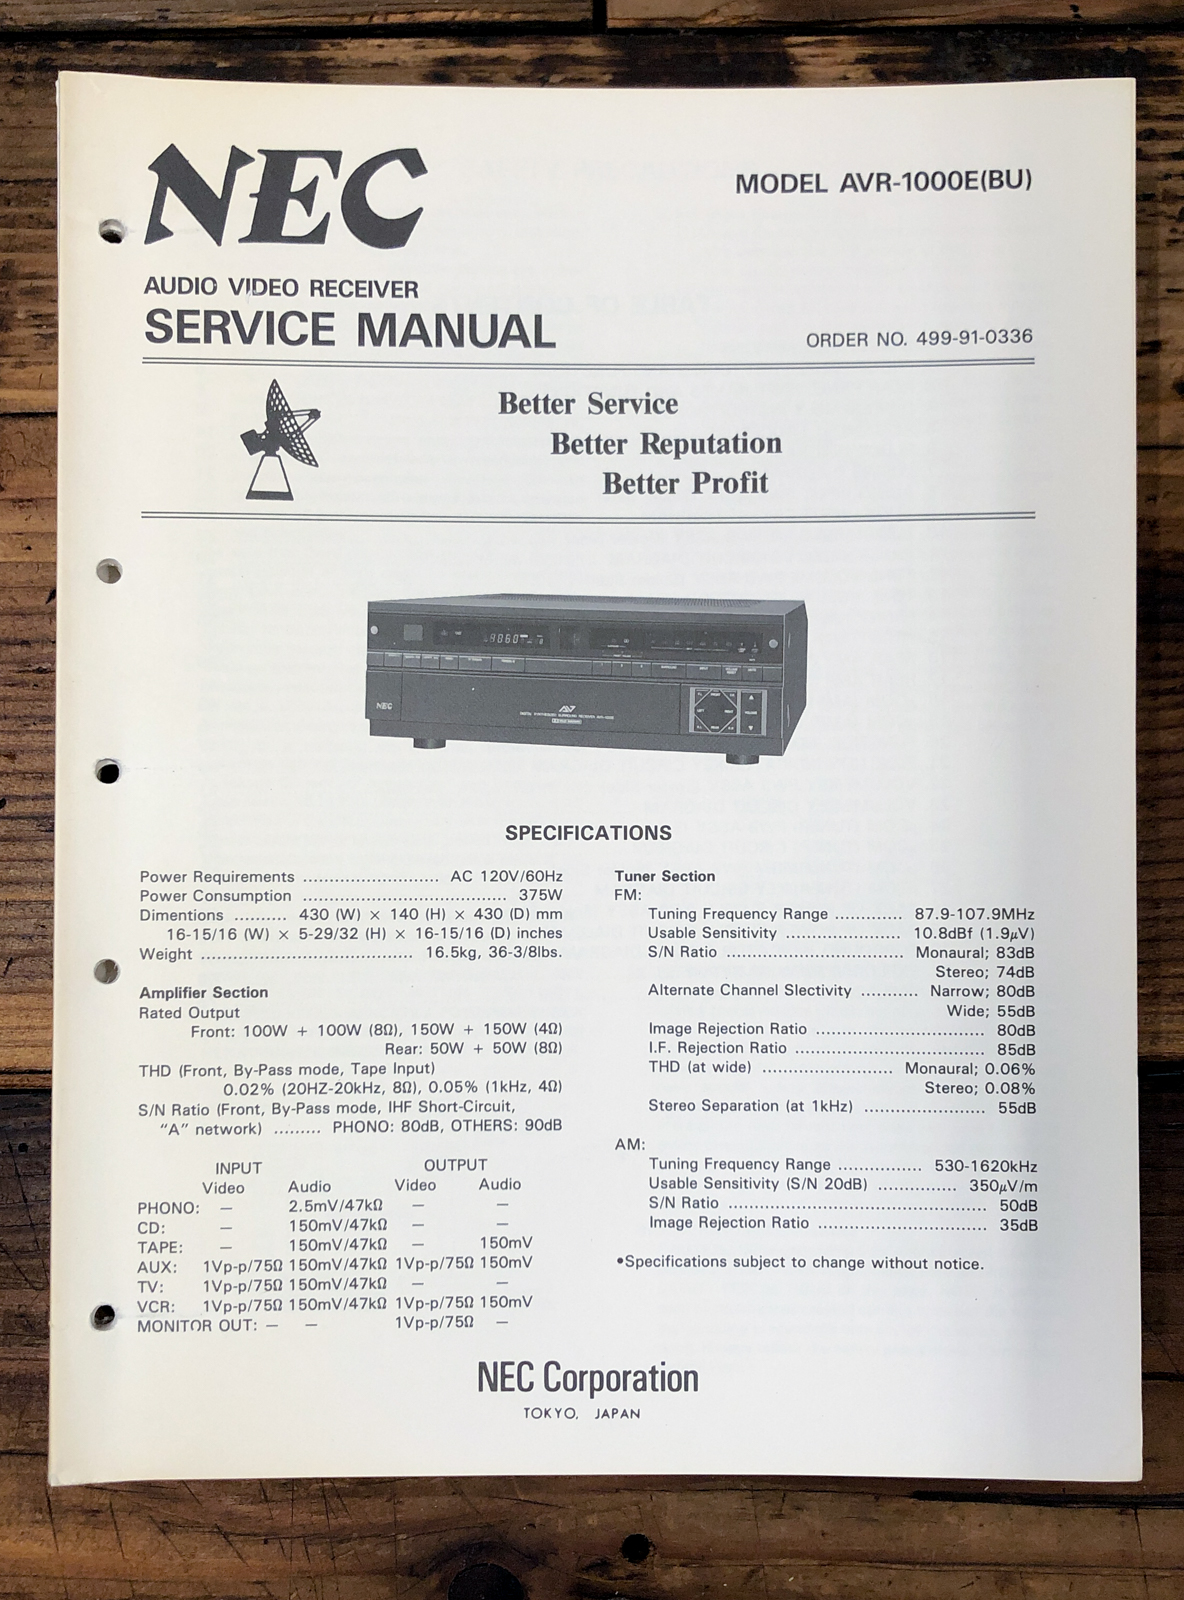 NEC
MODEL AVR-1000E(BU)
AUDIO VIDEO RECEIVER
SERVICE MANUAL
ORDER NO. 499-91-0336
Better Service
Better Reputation
Better Profit
NEC
SPECIFICATIONS
Power Requirements .......................... AC 120V/60Hz
Power Consumption .................................. 375W
Dimentions .......... 430 (W) × 140 (H) × 430 (D) mm
16-15/16 (W) × 5-29/32 (H) × 16-15/16 (D) inches
Weight ........................................ 16.5kg, 36-3/8lbs.
Amplifier Section
Rated Output
Front: 100W + 100W (8Ω), 150W + 150W (4Ω)
Rear: 50W + 50W (8Ω)
THD (Front, By-Pass mode, Tape Input)
0.02% (20HZ-20kHz, 8Ω), 0.05% (1kHz, 4Ω)
S/N Ratio (Front, By-Pass mode, IHF Short-Circuit,
"A" network) ......... PHONO: 80dB, OTHERS: 90dB
INPUT OUTPUT
Video Audio Video Audio
PHONO: — 2.5mV/47kΩ — —
CD: — 150mV/47kΩ — —
TAPE: — 150mV/47kΩ — 150mV
AUX: 1Vp-p/75Ω 150mV/47kΩ 1Vp-p/75Ω 150mV
TV: 1Vp-p/75Ω 150mV/47kΩ — —
VCR: 1Vp-p/75Ω 150mV/47kΩ 1Vp-p/75Ω 150mV
MONITOR OUT: — — 1Vp-p/75Ω —
Tuner Section
FM:
Tuning Frequency Range ............. 87.9-107.9MHz
Usable Sensitivity ...................... 10.8dBf (1.9μV)
S/N Ratio .................................. Monaural; 83dB
Stereo; 74dB
Alternate Channel Slectivity ........... Narrow; 80dB
Wide; 55dB
Image Rejection Ratio ................................ 80dB
I.F. Rejection Ratio .................................... 85dB
THD (at wide) ......................... Monaural; 0.06%
Stereo; 0.08%
Stereo Separation (at 1kHz) ....................... 55dB
AM:
Tuning Frequency Range ................ 530-1620kHz
Usable Sensitivity (S/N 20dB) ............... 350μV/m
S/N Ratio ................................................. 50dB
Image Rejection Ratio ................................ 35dB
•Specifications subject to change without notice.
NEC Corporation
TOKYO, JAPAN